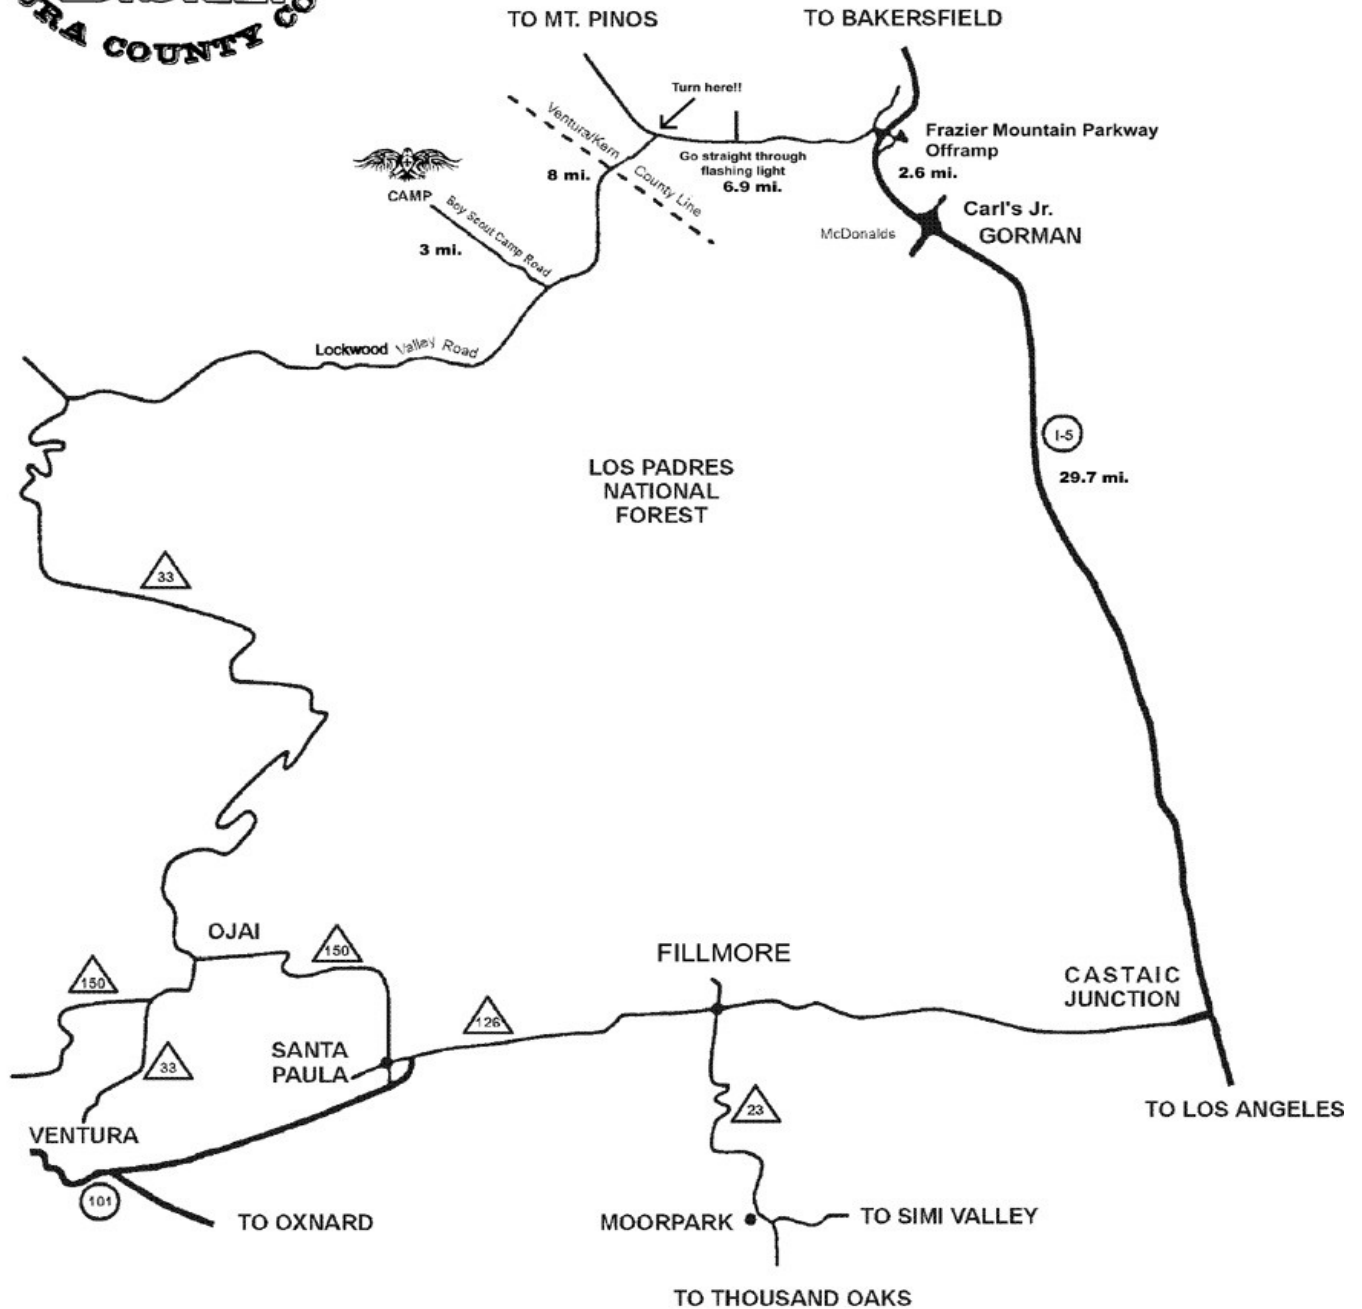 URA COUNTY CO
TO MT. PINOS
TO BAKERSFIELD
Turn here!!
Ventura/Kern
County Line
Frazier Mountain Parkway
Offramp
Go straight through
flashing light
6.9 mi.
2.6 mi.
8 mi.
CAMP
Boy Scout Camp Road
3 mi.
Carl's Jr.
GORMAN
McDonalds
Lockwood Valley Road
I-5
29.7 mi.
LOS PADRES
NATIONAL
FOREST
33
OJAI
150
150
FILLMORE
CASTAIC
JUNCTION
126
SANTA
PAULA
33
23
VENTURA
TO LOS ANGELES
101
TO OXNARD
MOORPARK
TO SIMI VALLEY
TO THOUSAND OAKS